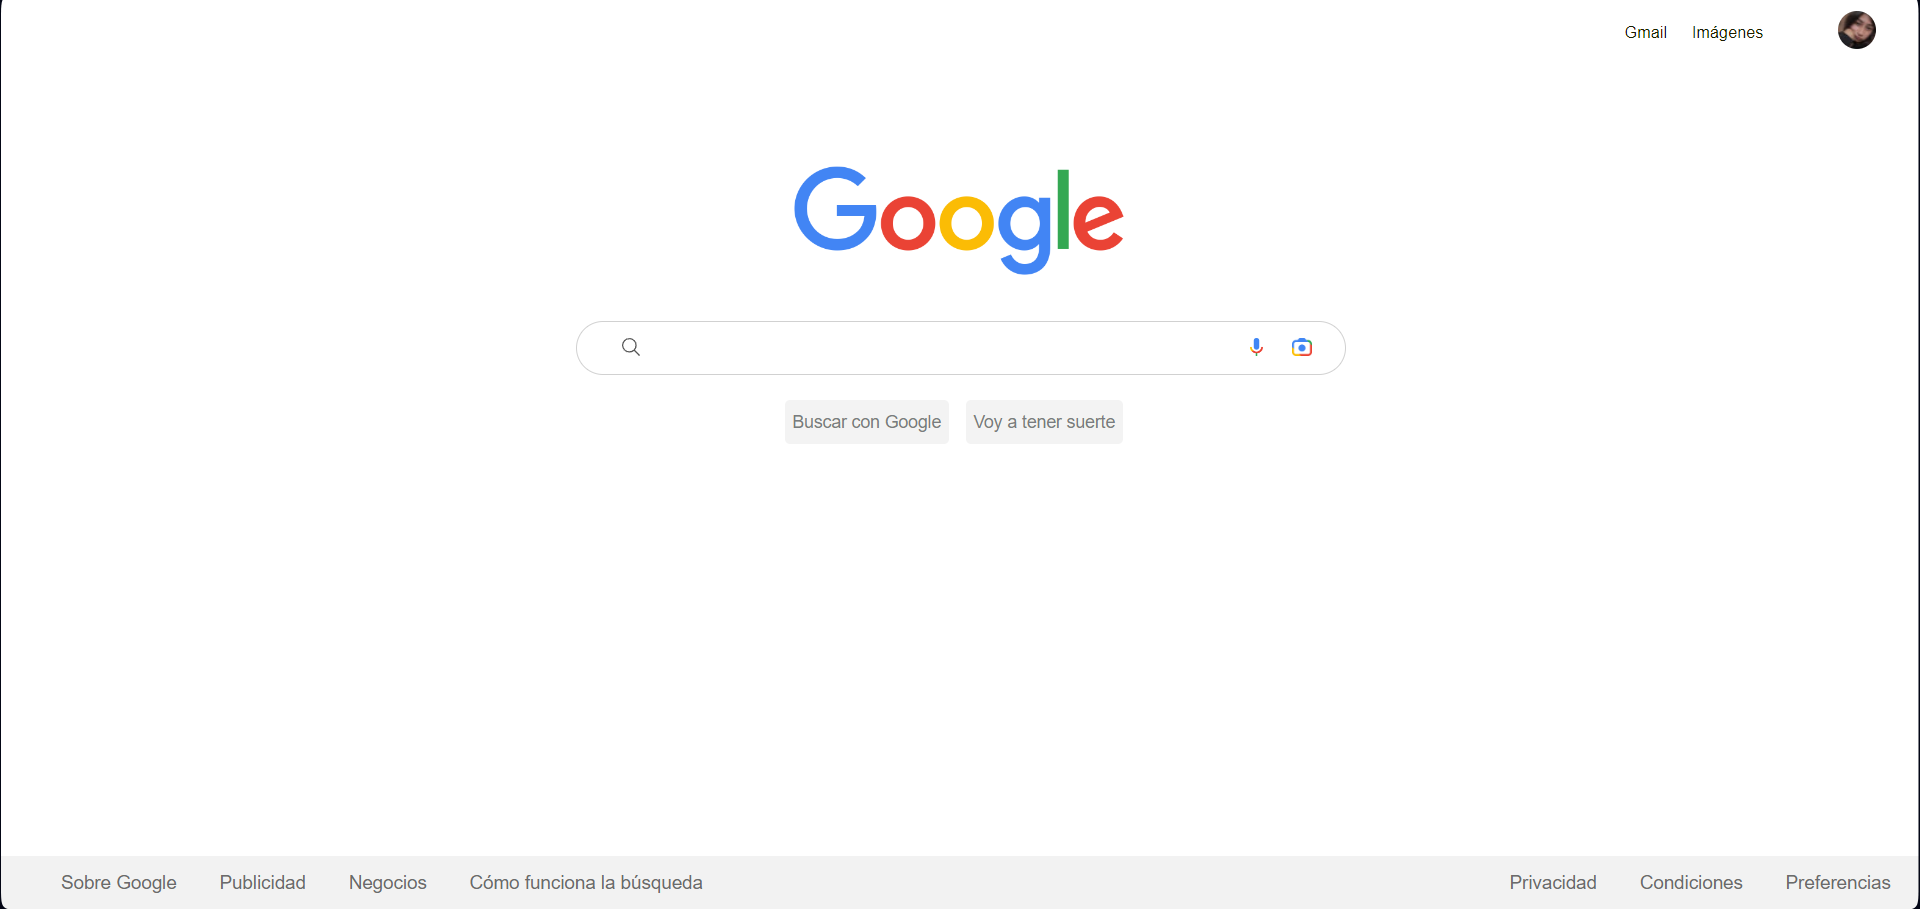 Gmail Imágenes
Google
Buscar con Google Voy a tener suerte
Sobre Google Publicidad Negocios Cómo funciona la búsqueda Privacidad Condiciones Preferencias